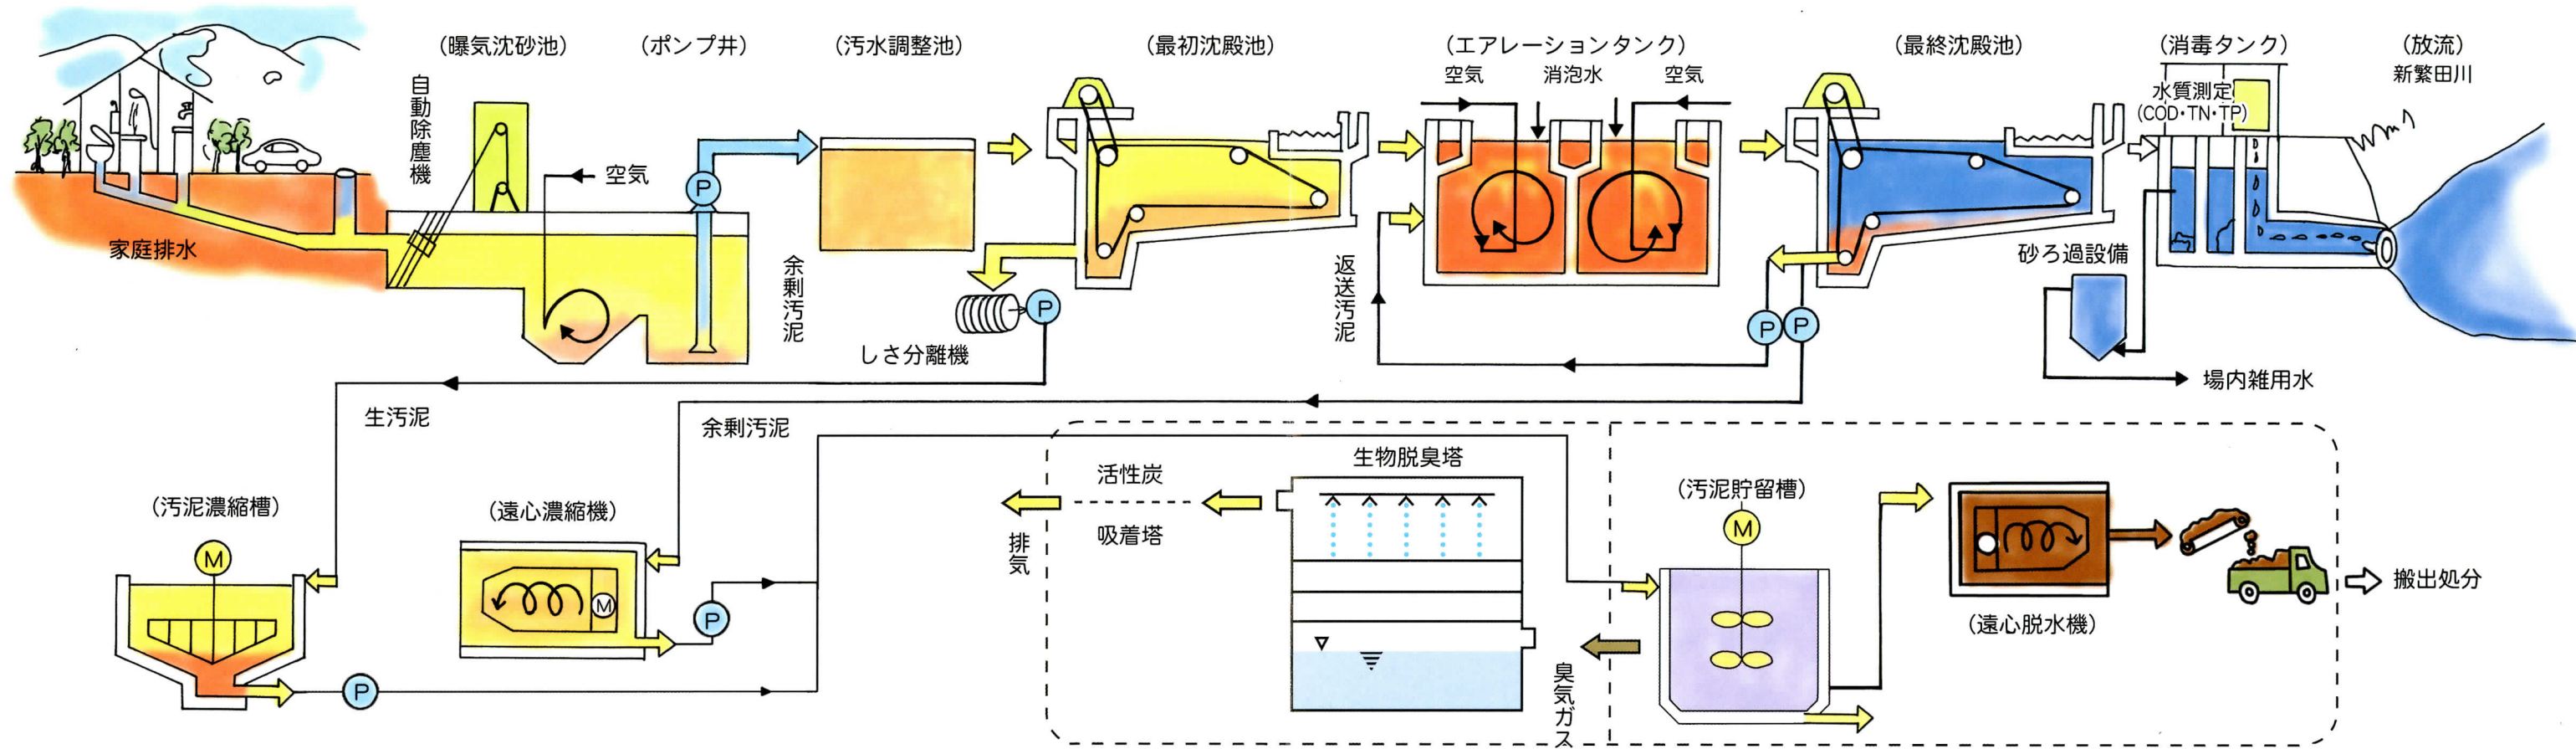 （曝気沈砂池）
（ポンプ井）
（汚水調整池）
（最初沈殿池）
（エアレーションタンク）
（最終沈殿池）
（消毒タンク）
（放流）
新繁田川
自動除塵機
空気
消泡水
空気
水質測定
(COD・TN・TP)
空気
P
家庭排水
余剰汚泥
しさ分離機
P
返送汚泥
P
P
砂ろ過設備
場内雑用水
生汚泥
余剰汚泥
（汚泥濃縮槽）
M
P
（遠心濃縮機）
M
P
排気
活性炭
吸着塔
生物脱臭塔
臭気ガス
（汚泥貯留槽）
M
（遠心脱水機）
搬出処分